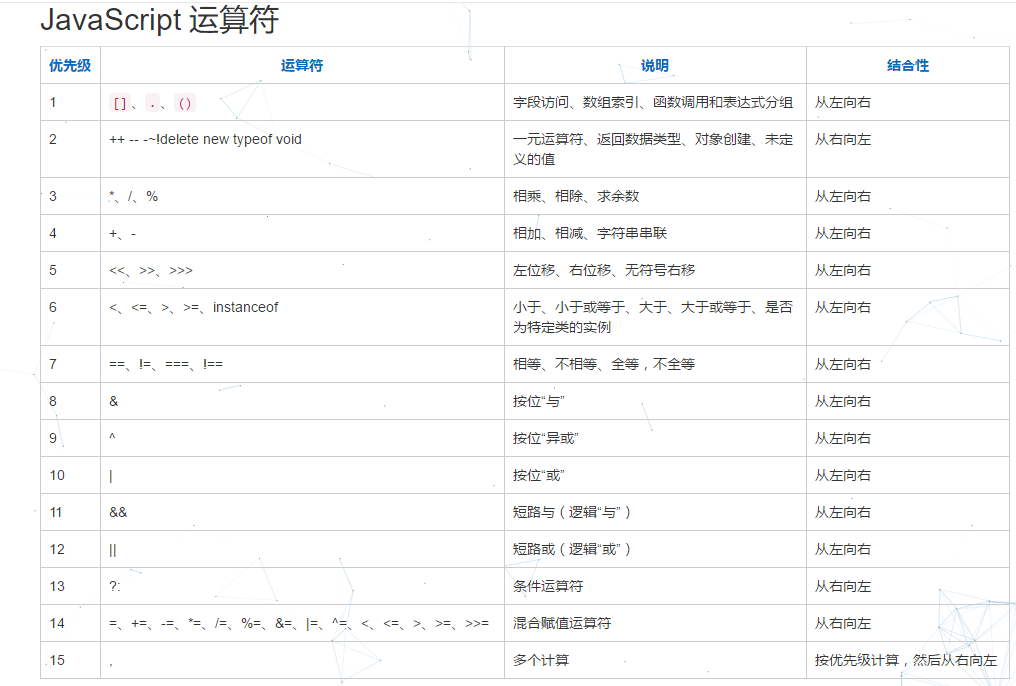 JavaScript 运算符
优先级 运算符 说明 结合性
1 []、.、() 字段访问、数组索引、函数调用和表达式分组 从左向右
2 ++ -- -~!delete new typeof void 一元运算符、返回数据类型、对象创建、未定 从右向左
义的值
3 *、/、% 相乘、相除、求余数 从左向右
4 +、- 相加、相减、字符串串联 从左向右
5 <<、>>、>>> 左位移、右位移、无符号右移 从左向右
6 <、<=、>、>=、instanceof 小于、小于或等于、大于、大于或等于、是否 从左向右
为特定类的实例
7 ==、!=、===、!== 相等、不相等、全等，不全等 从左向右
8 & 按位“与” 从左向右
9 ^ 按位“异或” 从左向右
10 | 按位“或” 从左向右
11 && 短路与（逻辑“与”） 从左向右
12 || 短路或（逻辑“或”） 从左向右
13 ?: 条件运算符 从右向左
14 =、+=、-=、*=、/=、%=、&=、|=、^=、<、<=、>、>=、>>= 混合赋值运算符 从右向左
15 , 多个计算 按优先级计算，然后从右向左